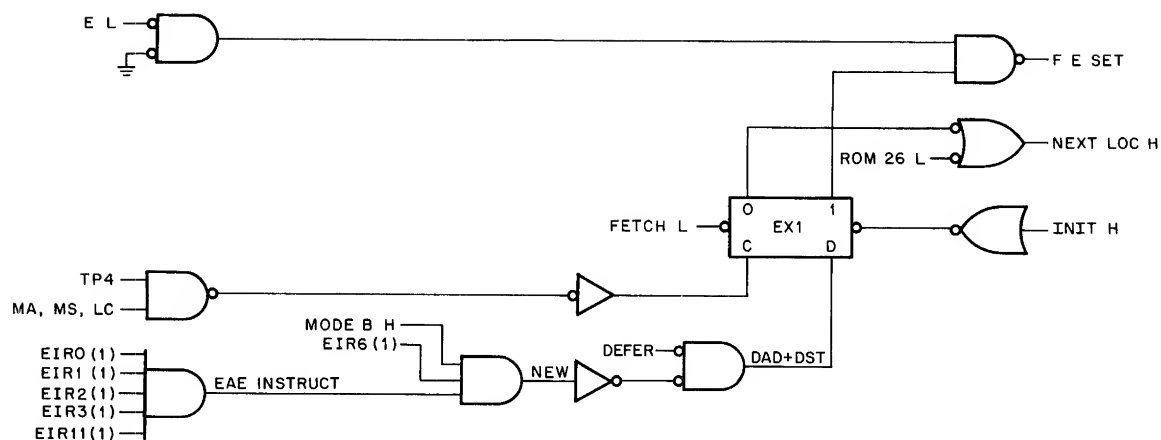 E L
F E SET
NEXT LOC H
ROM 26 L
0 1
FETCH L
EX1
INIT H
C D
TP4
MA, MS, LC
MODE B H
EIR6(1)
DEFER
EIR0(1)
EIR1(1)
EIR2(1)
EIR3(1)
EIR11(1)
EAE INSTRUCT
NEW
DAD+DST